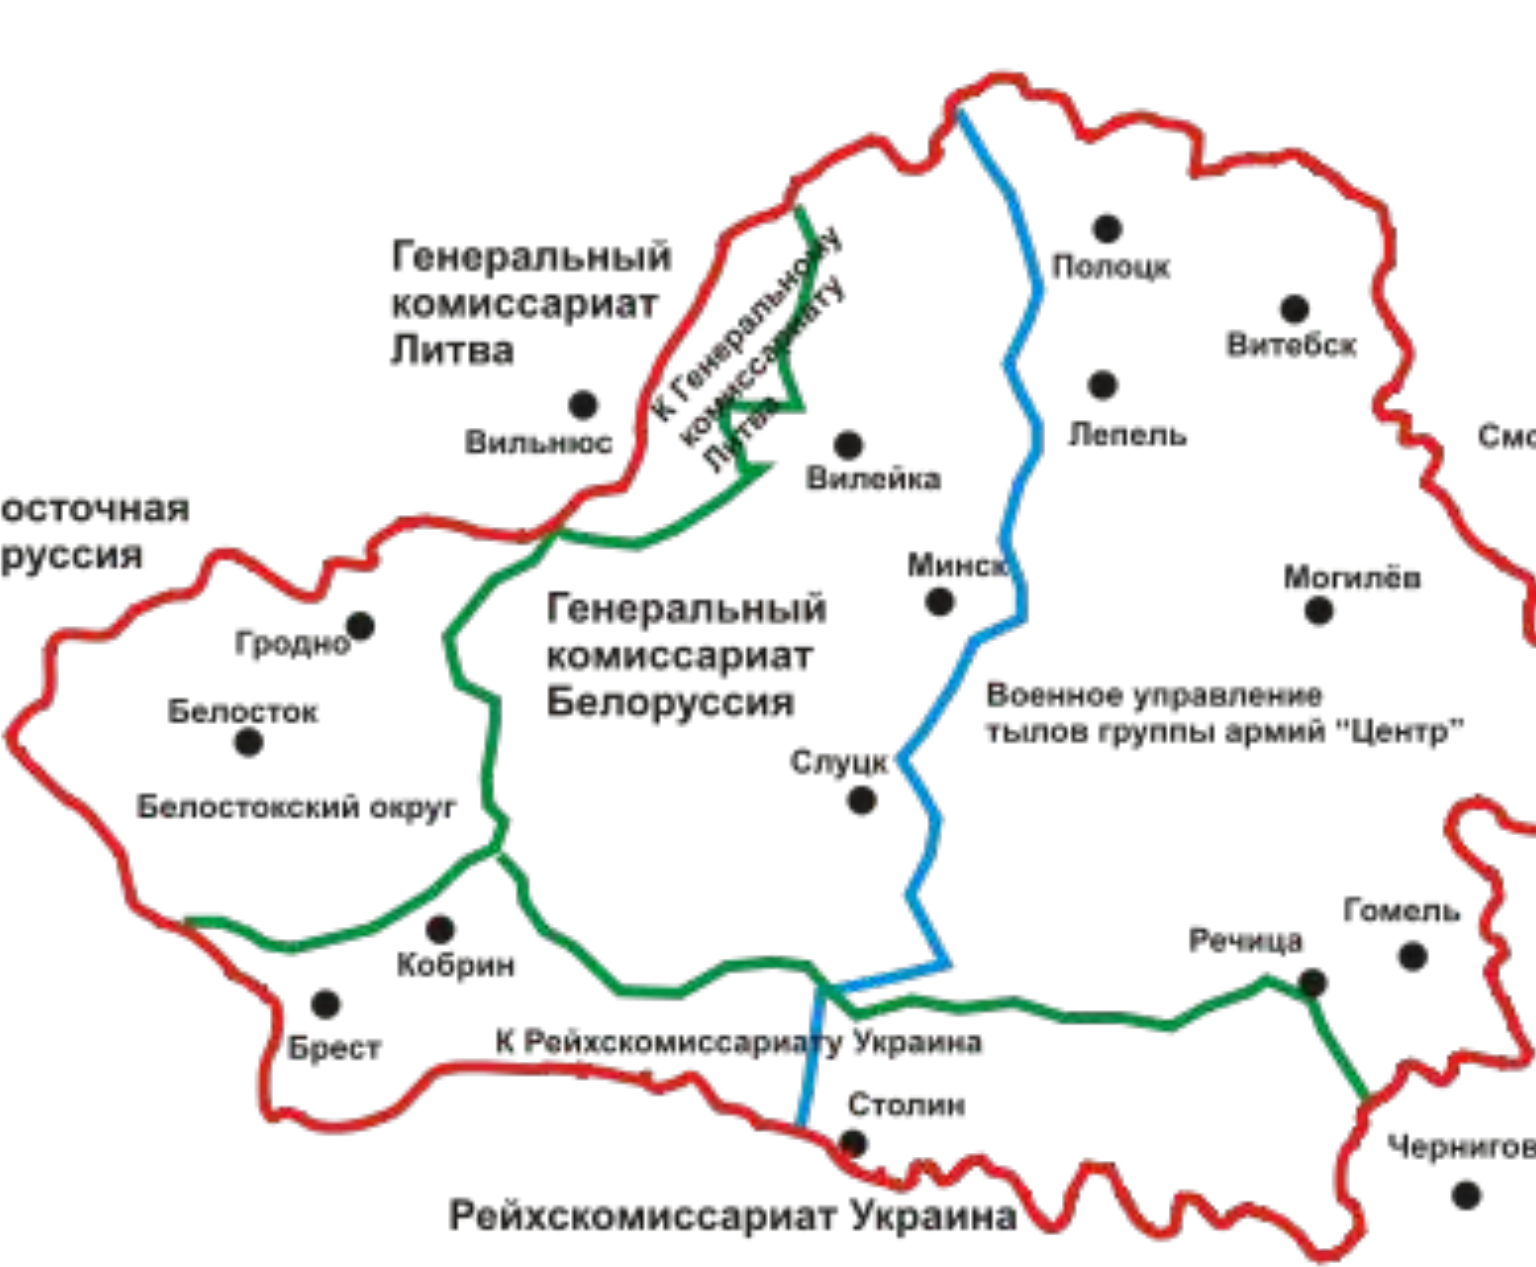 Полоцк
Генеральный
комиссариат
Литва
К Генеральному
комиссариату
Литва
Витебск
Лепель
Смо
Вильнюс
Вилейка
осточная
руссия
Минск
Могилёв
Генеральный
комиссариат
Белоруссия
Гродно
Белосток
Военное управление
тылов группы армий "Центр"
Слуцк
Белостокский округ
Гомель
Речица
Кобрин
Брест
К Рейхскомиссариату Украина
Столин
Чернигов
Рейхскомиссариат Украина